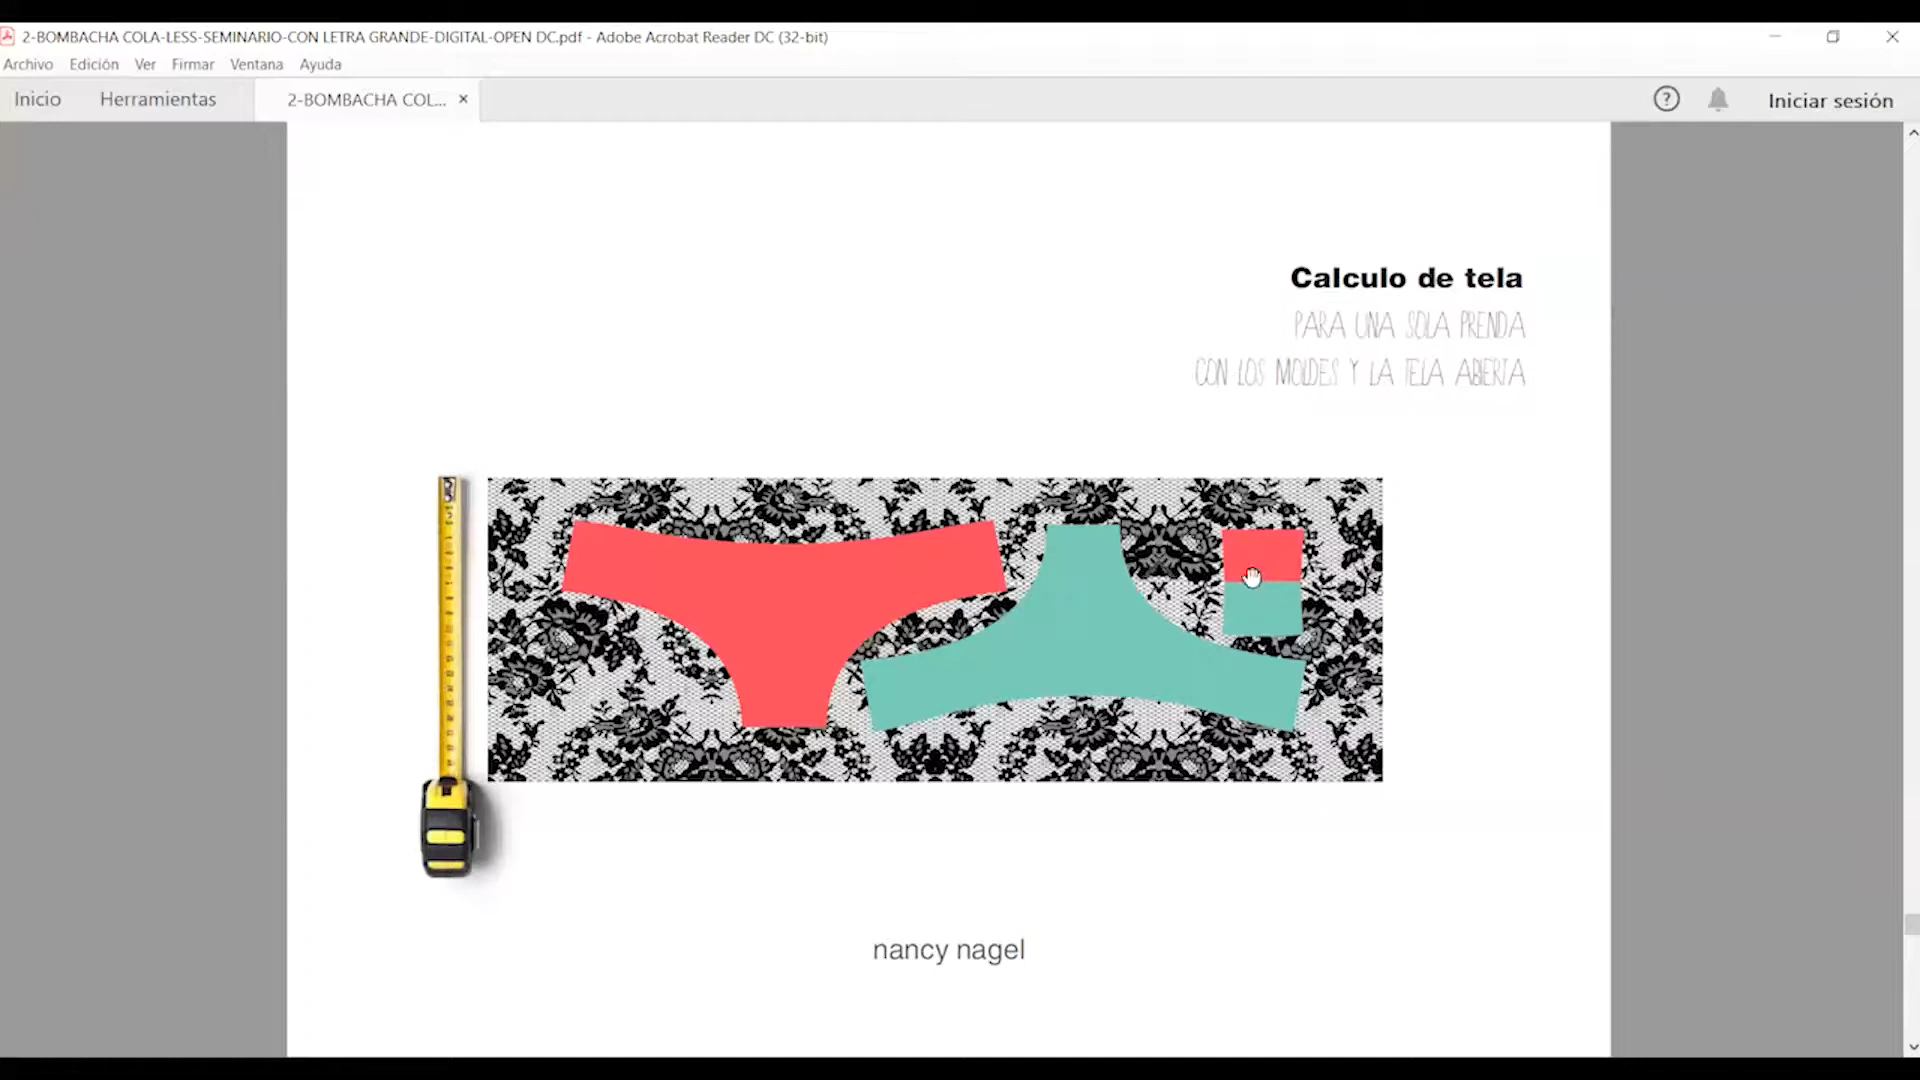 2-BOMBACHA COLA-LESS-SEMINARIO-CON LETRA GRANDE-DIGITAL-OPEN DC.pdf - Adobe Acrobat Reader DC (32-bit)
Archivo Edición Ver Firmar Ventana Ayuda
Inicio Herramientas 2-BOMBACHA COL... Iniciar sesión
Calculo de tela
PARA UNA SOLA PRENDA
CON LOS MOLDES Y LA TELA ABIERTA
nancy nagel